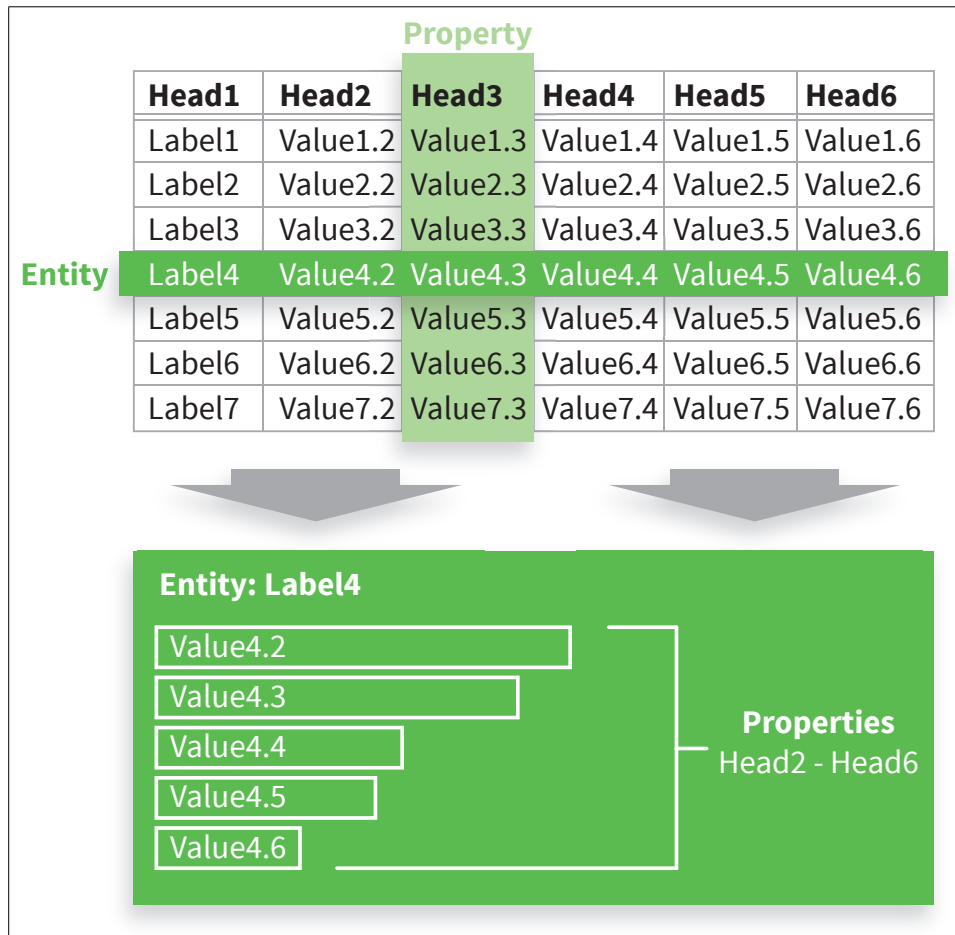 Property
Head1 Head2 Head3 Head4 Head5 Head6
Label1 Value1.2 Value1.3 Value1.4 Value1.5 Value1.6
Label2 Value2.2 Value2.3 Value2.4 Value2.5 Value2.6
Label3 Value3.2 Value3.3 Value3.4 Value3.5 Value3.6
Entity Label4 Value4.2 Value4.3 Value4.4 Value4.5 Value4.6
Label5 Value5.2 Value5.3 Value5.4 Value5.5 Value5.6
Label6 Value6.2 Value6.3 Value6.4 Value6.5 Value6.6
Label7 Value7.2 Value7.3 Value7.4 Value7.5 Value7.6
Entity: Label4
Value4.2
Value4.3
Value4.4
Value4.5
Value4.6
Properties
Head2 - Head6